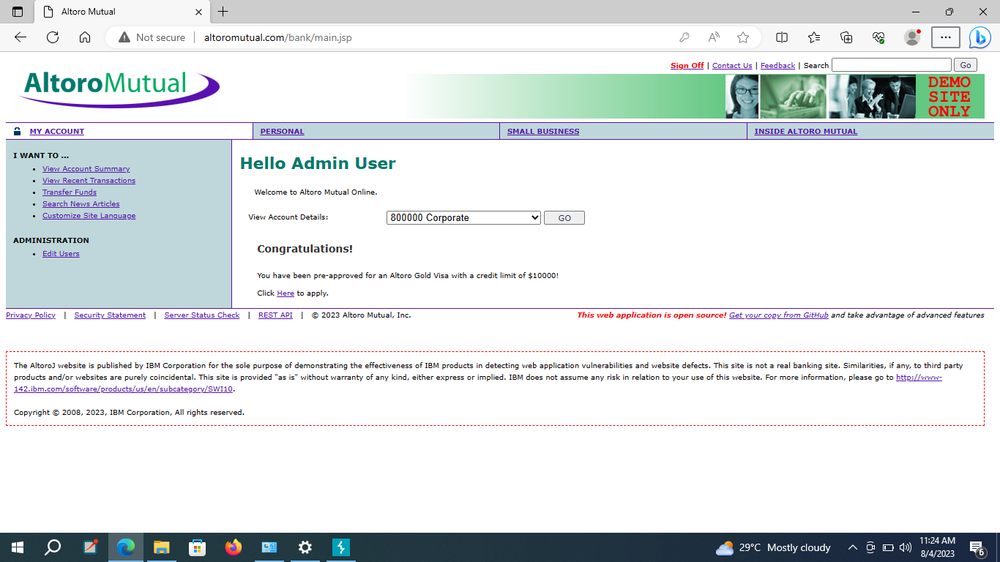 Altoro Mutual
Not secure altoromutual.com/bank/main.jsp
Sign Off | Contact Us | Feedback | Search Go
AltoroMutual
DEMO
SITE
ONLY
MY ACCOUNT PERSONAL SMALL BUSINESS INSIDE ALTORO MUTUAL
I WANT TO ...
• View Account Summary
• View Recent Transactions
• Transfer Funds
• Search News Articles
• Customize Site Language
ADMINISTRATION
• Edit Users
Hello Admin User
Welcome to Altoro Mutual Online.
View Account Details: 800000 Corporate GO
Congratulations!
You have been pre-approved for an Altoro Gold Visa with a credit limit of $10000!
Click Here to apply.
Privacy Policy | Security Statement | Server Status Check | REST API | © 2023 Altoro Mutual, Inc. This web application is open source! Get your copy from GitHub and take advantage of advanced features
The AltoroJ website is published by IBM Corporation for the sole purpose of demonstrating the effectiveness of IBM products in detecting web application vulnerabilities and website defects. This site is not a real banking site. Similarities, if any, to third party
products and/or websites are purely coincidental. This site is provided "as is" without warranty of any kind, either express or implied. IBM does not assume any risk in relation to your use of this website. For more information, please go to http://www-
142.ibm.com/software/products/us/en/subcategory/SWI10.
Copyright © 2008, 2023, IBM Corporation, All rights reserved.
29°C Mostly cloudy
11:24 AM
8/4/2023
6